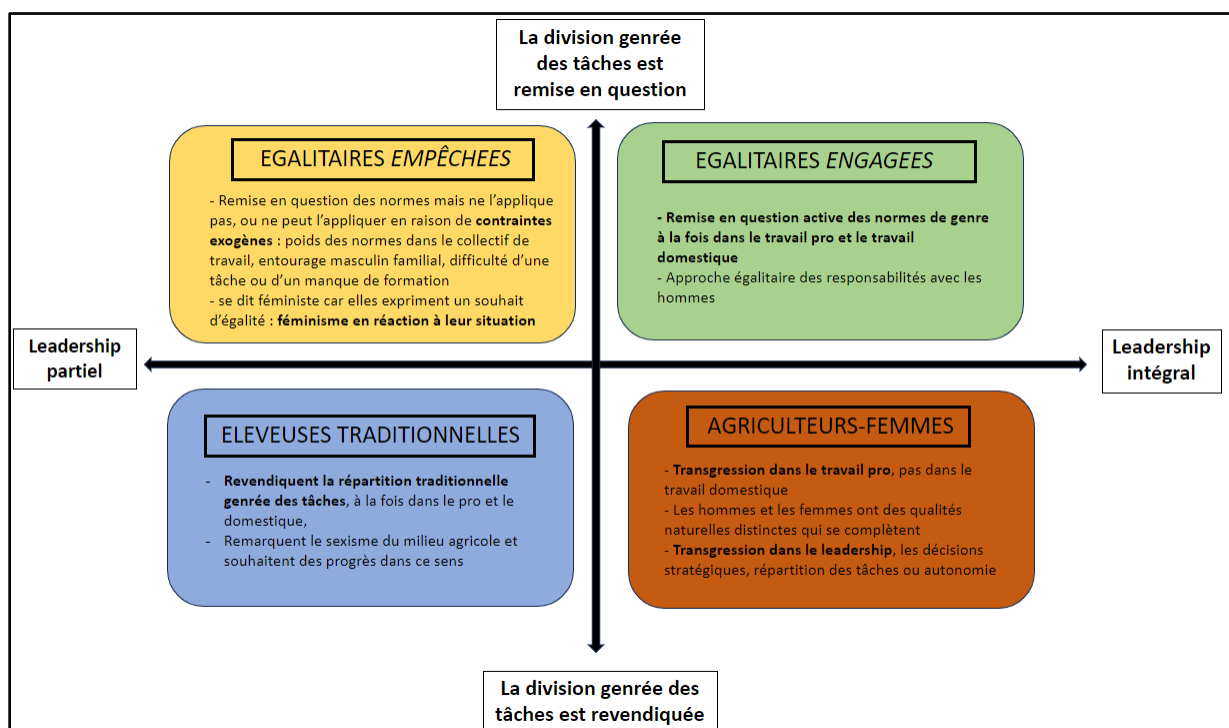 La division genrée
des tâches est
remise en question
EGALITAIRES EMPÊCHEES
- Remise en question des normes mais ne l’applique
pas, ou ne peut l’appliquer en raison de contraintes
exogènes : poids des normes dans le collectif de
travail, entourage masculin familial, difficulté d’une
tâche ou d’un manque de formation
- se dit féministe car elles expriment un souhait
d’égalité : féminisme en réaction à leur situation
EGALITAIRES ENGAGEES
- Remise en question active des normes de genre
à la fois dans le travail pro et le travail
domestique
- Approche égalitaire des responsabilités avec les
hommes
Leadership
partiel
Leadership
intégral
ELEVEUSES TRADITIONNELLES
- Revendiquent la répartition traditionnelle
genrée des tâches, à la fois dans le pro et le
domestique,
- Remarquent le sexisme du milieu agricole et
souhaitent des progrès dans ce sens
AGRICULTEURS-FEMMES
- Transgression dans le travail pro, pas dans le
travail domestique
- Les hommes et les femmes ont des qualités
naturelles distinctes qui se complètent
- Transgression dans le leadership, les décisions
stratégiques, répartition des tâches ou autonomie
La division genrée des
tâches est revendiquée